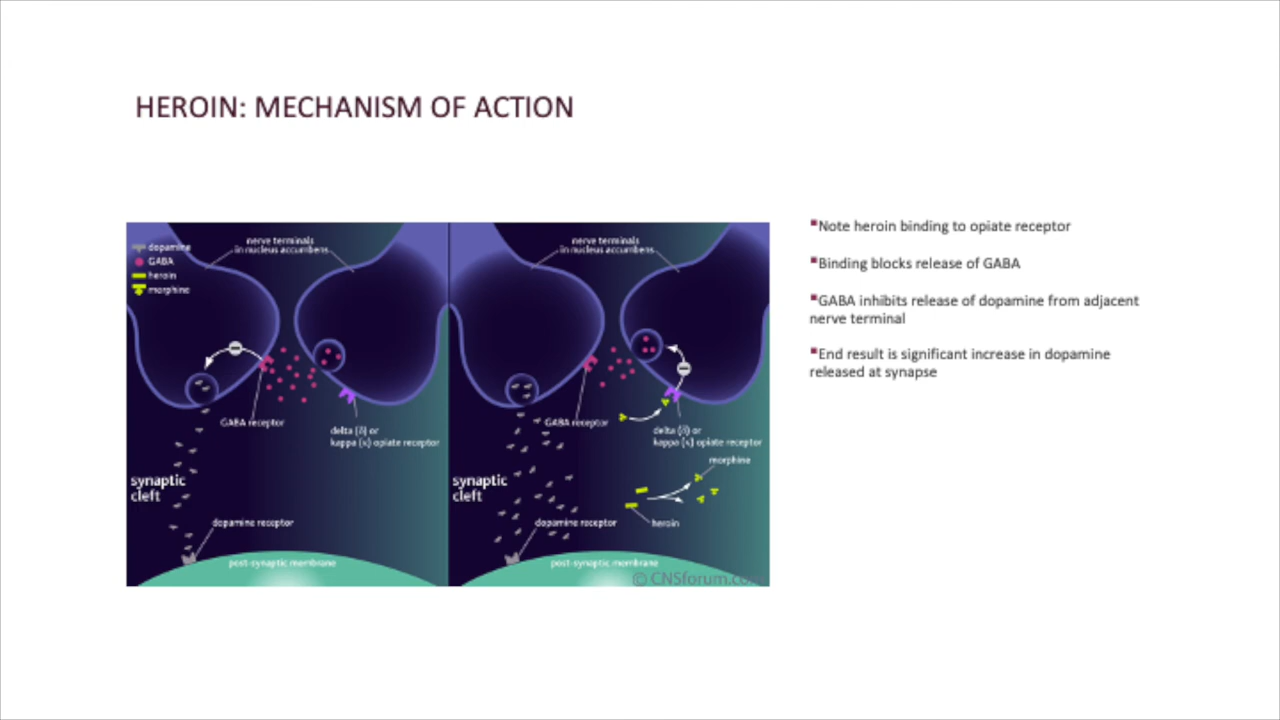 HEROIN: MECHANISM OF ACTION
dopamine
GABA
heroin
morphine
nerve terminals
in nucleus accumbens
GABA receptor
delta (δ) or
kappa (κ) opiate receptor
synaptic
cleft
dopamine receptor
post-synaptic membrane
nerve terminals
in nucleus accumbens
GABA receptor
delta (δ) or
kappa (κ) opiate receptor
morphine
synaptic
cleft
dopamine receptor
heroin
post-synaptic membrane
© CNSforum.com
▪Note heroin binding to opiate receptor
▪Binding blocks release of GABA
▪GABA inhibits release of dopamine from adjacent
nerve terminal
▪End result is significant increase in dopamine
released at synapse